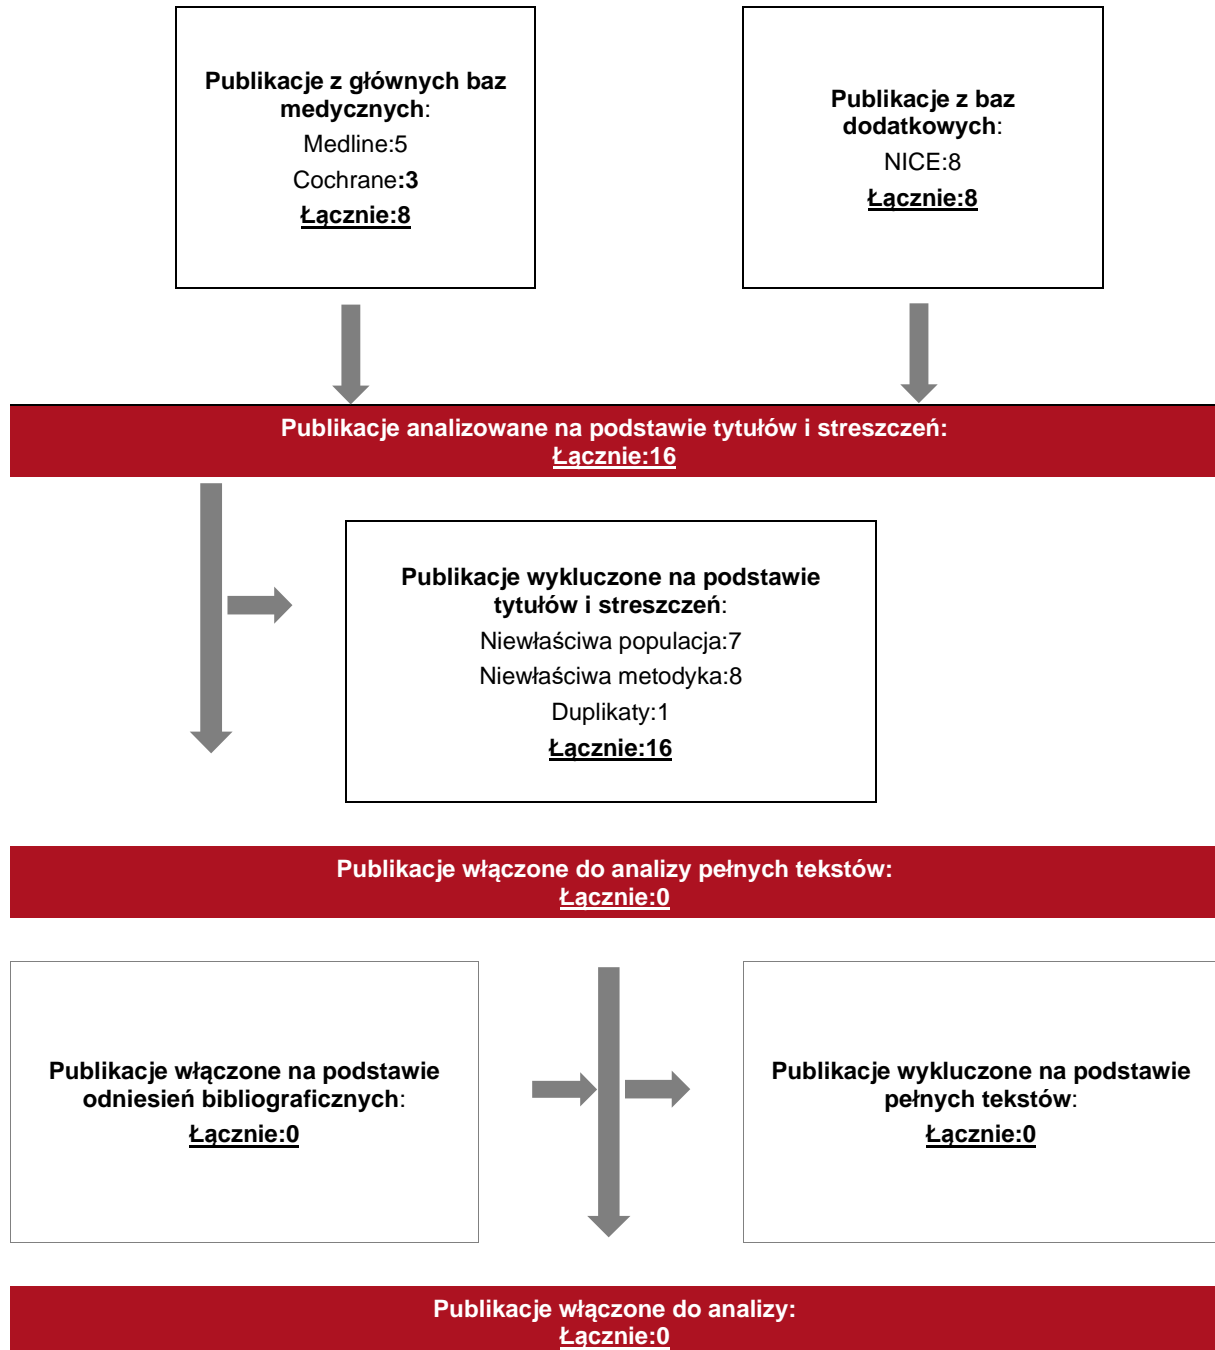 Publikacje z głównych baz
medycznych:
Medline:5
Cochrane:3
Łącznie:8
Publikacje z baz
dodatkowych:
NICE:8
Łącznie:8
Publikacje analizowane na podstawie tytułów i streszczeń:
Łącznie:16
Publikacje wykluczone na podstawie
tytułów i streszczeń:
Niewłaściwa populacja:7
Niewłaściwa metodyka:8
Duplikaty:1
Łącznie:16
Publikacje włączone do analizy pełnych tekstów:
Łącznie:0
Publikacje włączone na podstawie
odniesień bibliograficznych:
Łącznie:0
Publikacje wykluczone na podstawie
pełnych tekstów:
Łącznie:0
Publikacje włączone do analizy:
Łącznie:0